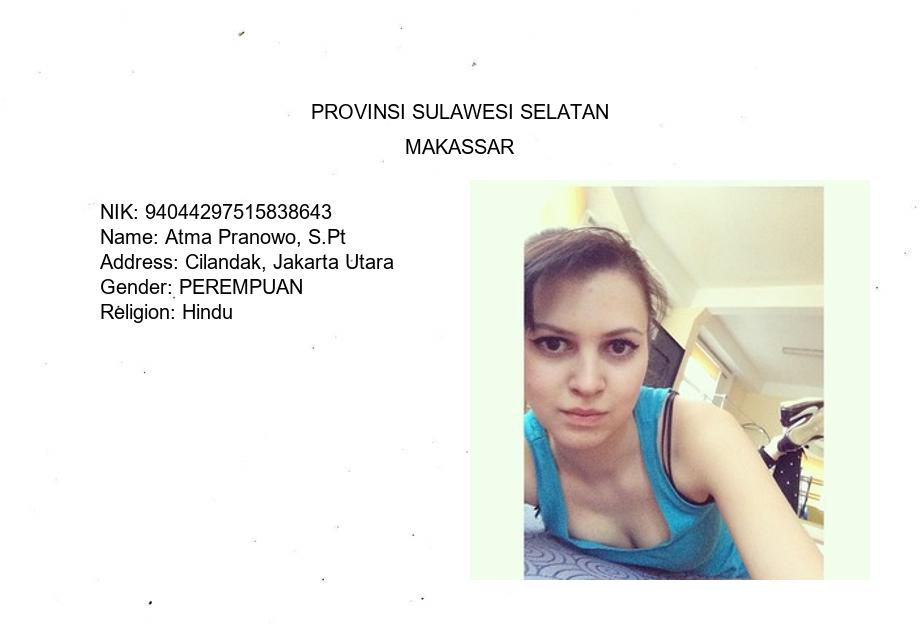 PROVINSI SULAWESI SELATAN
MAKASSAR
NIK: 94044297515838643
Name: Atma Pranowo, S.Pt
Address: Cilandak, Jakarta Utara
Gender: PEREMPUAN
Religion: Hindu